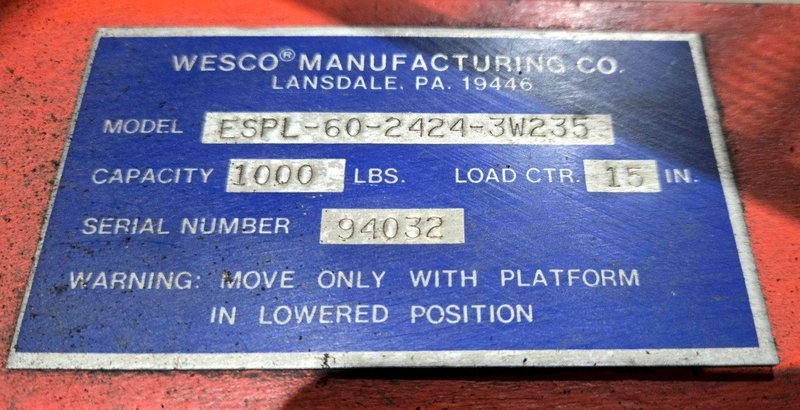 WESCO® MANUFACTURING CO.
LANSDALE, PA. 19446
MODEL ESPL-60-2424-3W235
CAPACITY 1000 LBS. LOAD CTR. 15 IN.
SERIAL NUMBER 94032
WARNING: MOVE ONLY WITH PLATFORM
IN LOWERED POSITION